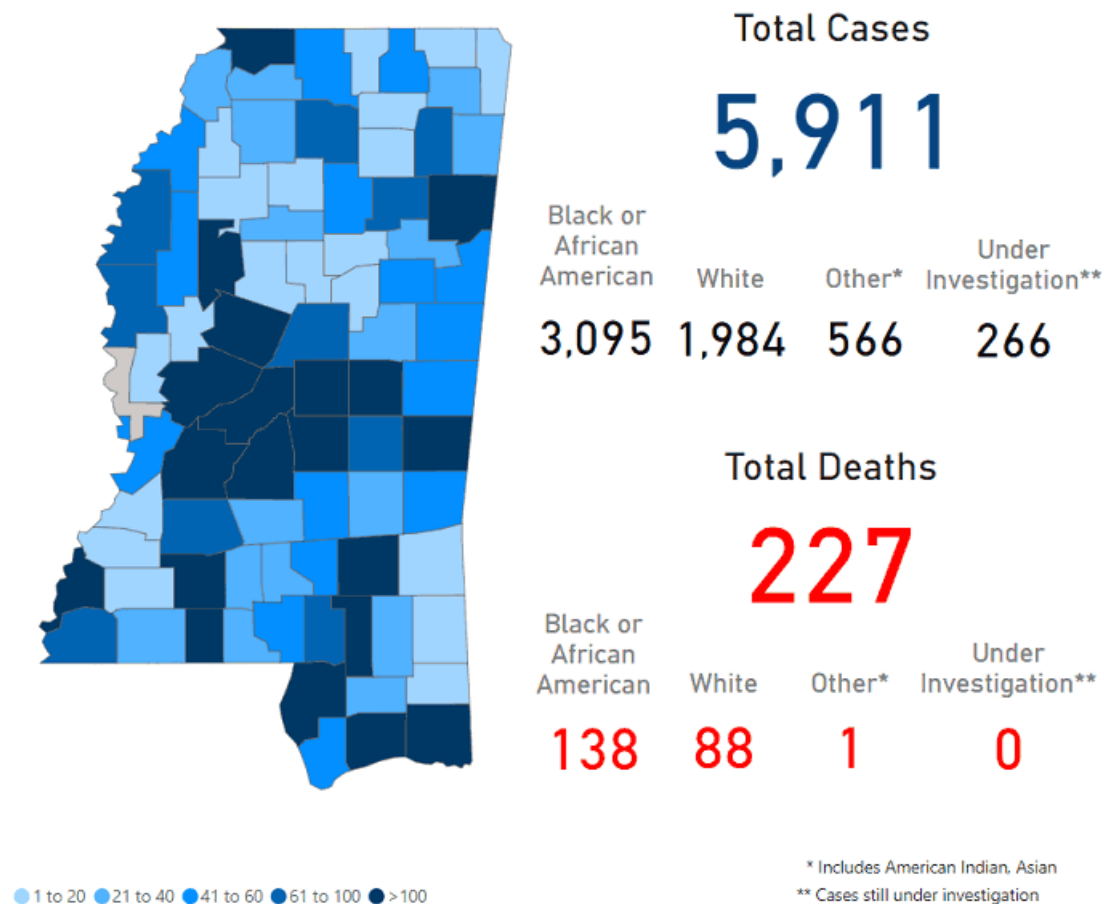 Total Cases
5,911
Black or
African
American
White
Other*
Under
Investigation**
3,095
1,984
566
266
Total Deaths
227
Black or
African
American
White
Other*
Under
Investigation**
138
88
1
0
1 to 20 21 to 40 41 to 60 61 to 100 >100
* Includes American Indian, Asian
** Cases still under investigation